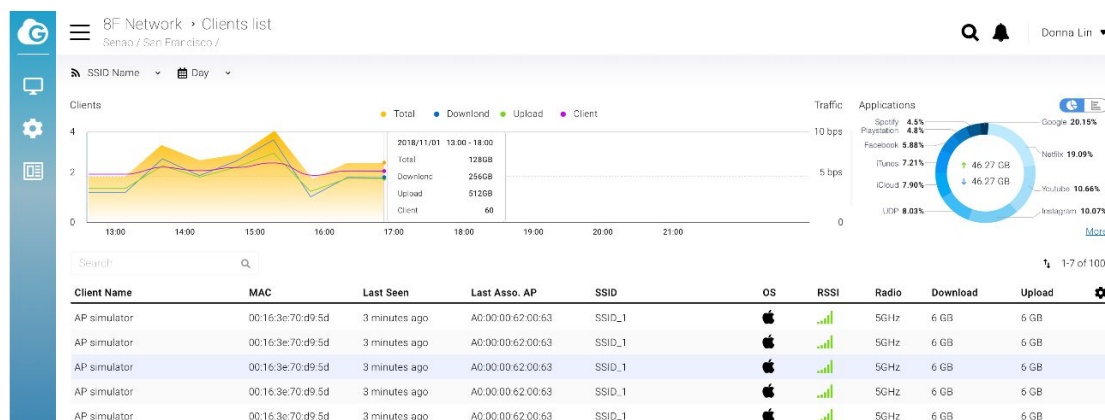 8F Network › Clients list
Senao / San Francisco /
Donna Lin
SSID Name
Day
Clients
Total Downlond Upload Client
Traffic
Applications
4
2
0
10 bps
5 bps
0
2018/11/01 13:00 - 18:00
Total 128GB
Downlenc 256GB
Upload 512GB
Client 60
13:00 14:00 15:00 16:00 17:00 18:00 19:00 20:00 21:00
Spotify 4.5%
Playstation 4.8%
Facebook 5.88%
iTunes 7.21%
iCloud 7.90%
UDP 8.03%
46.27 GB
46.27 GB
Google 20.15%
Netflix 19.09%
Youtube 10.66%
Instagram 10.07%
More
Search
1-7 of 100
Client Name MAC Last Seen Last Asso. AP SSID OS RSSI Radio Download Upload
AP simulator 00:16:3e:70:d9:5d 3 minutes ago A0:00:00:62:00:63 SSID_1 5GHz 6 GB 6 GB
AP simulator 00:16:3e:70:d9:5d 3 minutes ago A0:00:00:62:00:63 SSID_1 5GHz 6 GB 6 GB
AP simulator 00:16:3e:70:d9:5d 3 minutes ago A0:00:00:62:00:63 SSID_1 5GHz 6 GB 6 GB
AP simulator 00:16:3e:70:d9:5d 3 minutes ago A0:00:00:62:00:63 SSID_1 5GHz 6 GB 6 GB
AP simulator 00:16:3e:70:d9:5d 3 minutes ago A0:00:00:62:00:63 SSID_1 5GHz 6 GB 6 GB